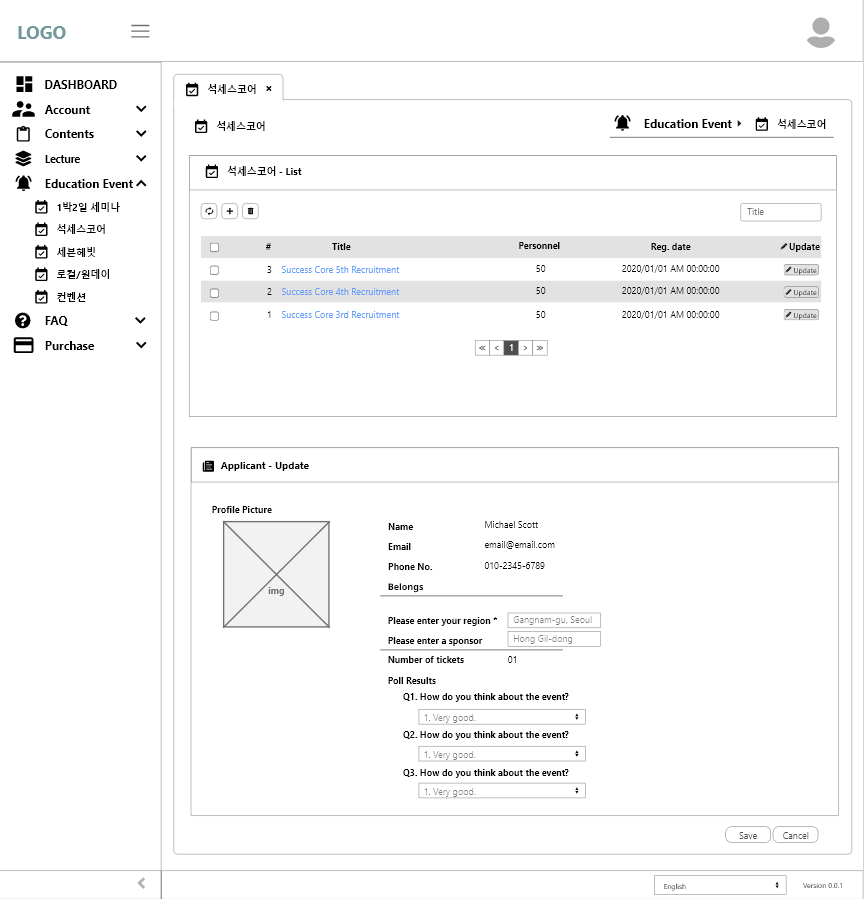 LOGO
DASHBOARD
Account
Contents
Lecture
Education Event
1박2일 세미나
석세스코어
세븐해빗
로컬/원데이
컨벤션
FAQ
Purchase
석세스코어 ×
석세스코어
Education Event 석세스코어
석세스코어 - List
Title
# Title Personnel Reg. date Update
3 Success Core 5th Recruitment 50 2020/01/01 AM 00:00:00 Update
2 Success Core 4th Recruitment 50 2020/01/01 AM 00:00:00 Update
1 Success Core 3rd Recruitment 50 2020/01/01 AM 00:00:00 Update
« < 1 > »
Applicant - Update
Profile Picture
img
Name Michael Scott
Email email@email.com
Phone No. 010-2345-6789
Belongs
Please enter your region * Gangnam-gu, Seoul
Please enter a sponsor Hong Gil-dong
Number of tickets 01
Poll Results
Q1. How do you think about the event?
1. Very good.
Q2. How do you think about the event?
1. Very good.
Q3. How do you think about the event?
1. Very good.
Save Cancel
English Version 0.0.1